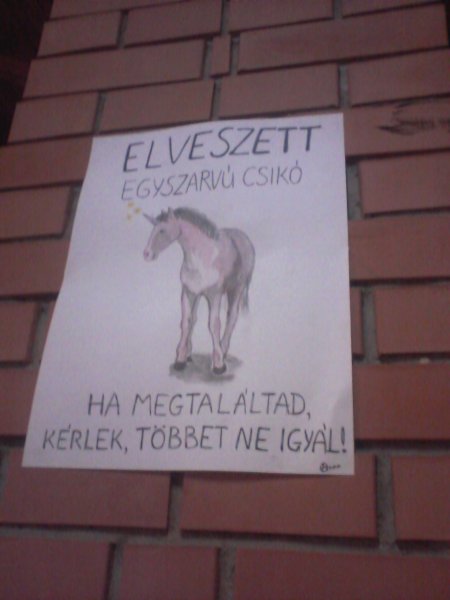 ELVESZETT
EGYSZARVÚ CSIKÓ
HA MEGTALÁLTAD,
KÉRLEK, TÖBBET NE IGYÁL!